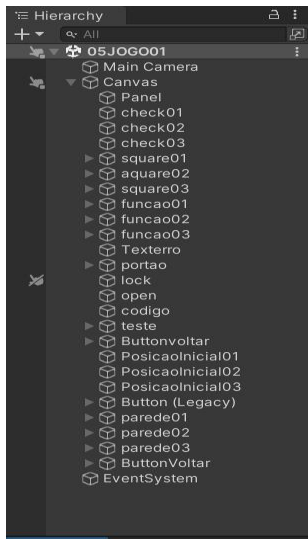 Hierarchy
All
05JOGO01
Main Camera
Canvas
Panel
check01
check02
check03
square01
aquare02
square03
funcao01
funcao02
funcao03
Texterro
portao
lock
open
codigo
teste
Buttonvoltar
PosicaoInicial01
PosicaoInicial02
PosicaoInicial03
Button (Legacy)
parede01
parede02
parede03
ButtonVoltar
EventSystem